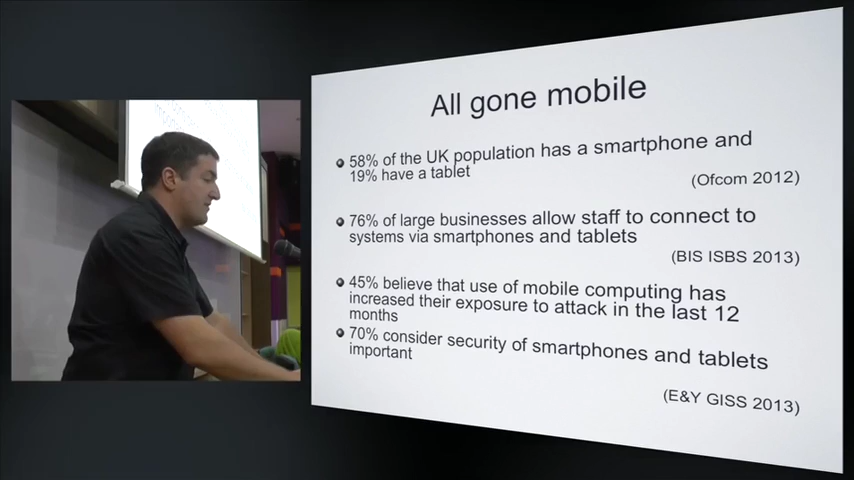 All gone mobile
58% of the UK population has a smartphone and
19% have a tablet
(Ofcom 2012)
76% of large businesses allow staff to connect to
systems via smartphones and tablets
(BIS ISBS 2013)
45% believe that use of mobile computing has
increased their exposure to attack in the last 12
months
70% consider security of smartphones and tablets
important
(E&Y GISS 2013)